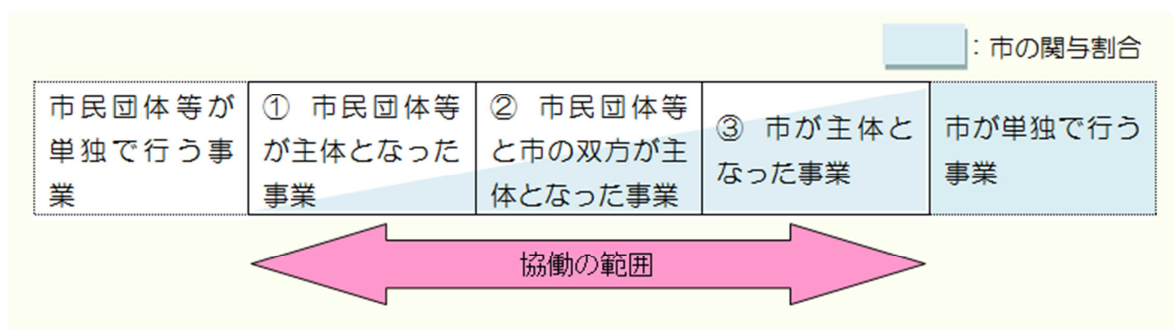 ：市の関与割合
市民団体等が
単独で行う事
業
① 市民団体等
が主体となった
事業
② 市民団体等
と市の双方が主
体となった事業
③ 市が主体と
なった事業
市が単独で行う
事業
協働の範囲